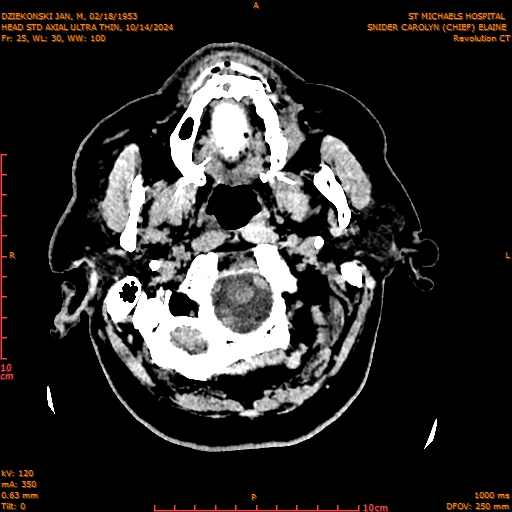 A
DZIEKONSKI JAN, M, 02/18/1953
HEAD STD AXIAL ULTRA THIN, 10/14/2024
Fr: 25, WL: 30, WW: 100
ST MICHAELS HOSPITAL
SNIDER CAROLYN (CHIEF) ELAINE
Revolution CT
R
L
10
cm
kV: 120
mA: 350
0.63 mm
Tilt: 0
P
10cm
1000 ms
DFOV: 250 mm